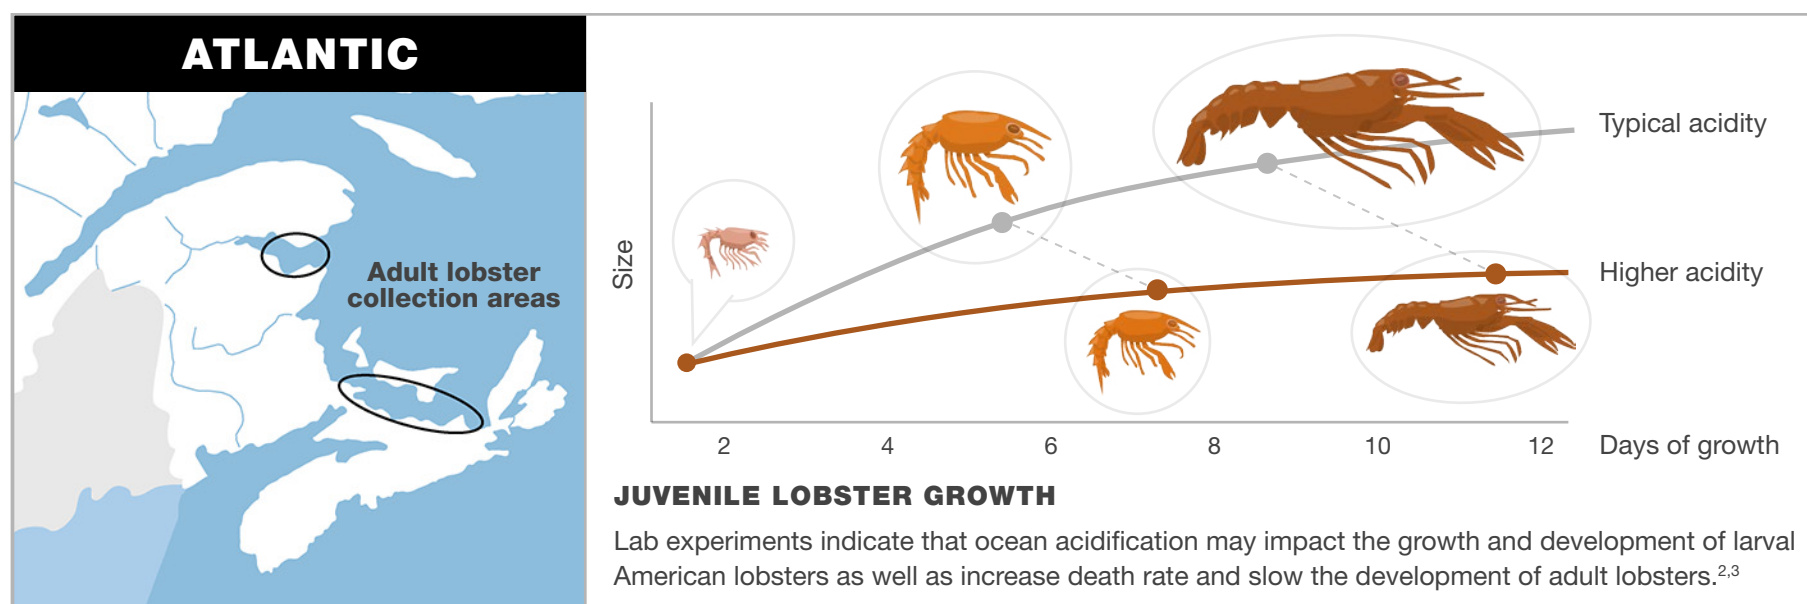 ATLANTIC
Adult lobster
collection areas
Size
Typical acidity
Higher acidity
2 4 6 8 10 12 Days of growth
JUVENILE LOBSTER GROWTH
Lab experiments indicate that ocean acidification may impact the growth and development of larval
American lobsters as well as increase death rate and slow the development of adult lobsters.2,3